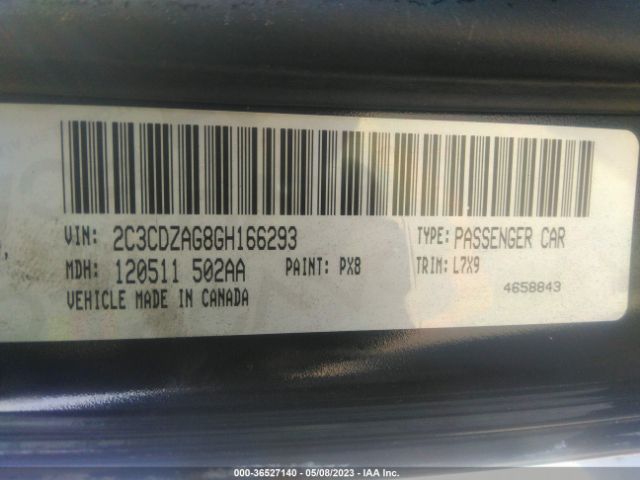 VIN: 2C3CDZAG8GH166293 TYPE: PASSENGER CAR
MDH: 120511 502AA PAINT: PX8 TRIM: L7X9
VEHICLE MADE IN CANADA 4658843
000-36527140 - 05/08/2023 - IAA Inc.